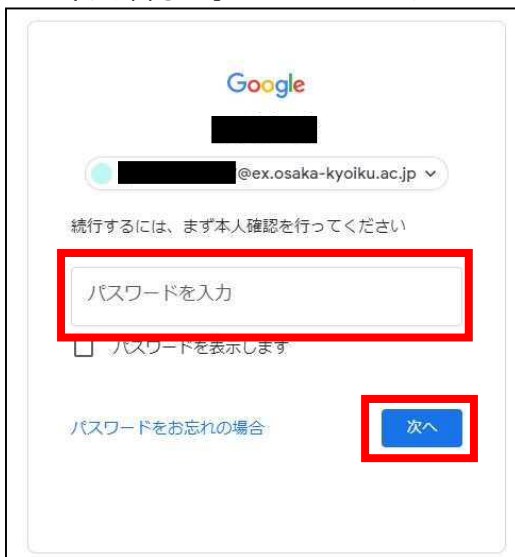 Google
@ex.osaka-kyoiku.ac.jp
続行するには、まず本人確認を行ってください
パスワードを入力
パスワードを表示します
パスワードをお忘れの場合
次へ